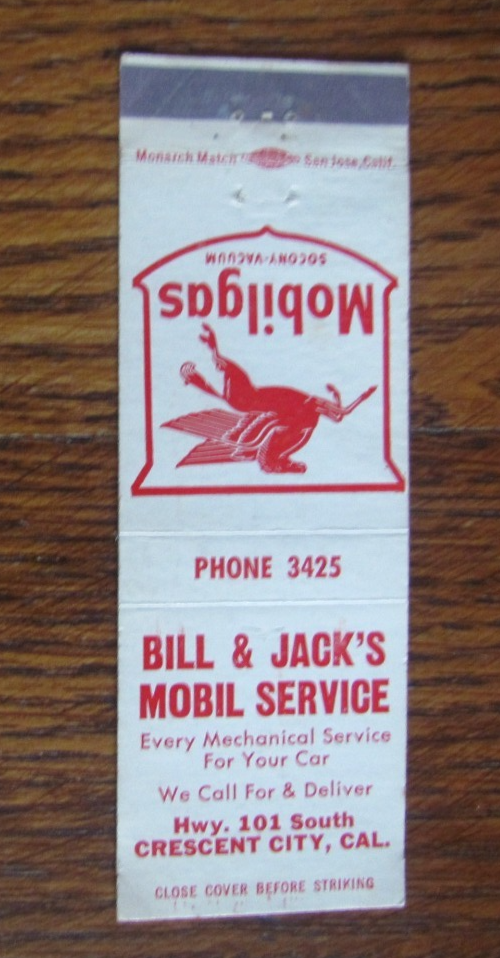 Monarch Match Co San Jose, Calif.
SOCONY-VACUUM
Mobilgas
PHONE 3425
BILL & JACK'S
MOBIL SERVICE
Every Mechanical Service
For Your Car
We Call For & Deliver
Hwy. 101 South
CRESCENT CITY, CAL.
CLOSE COVER BEFORE STRIKING